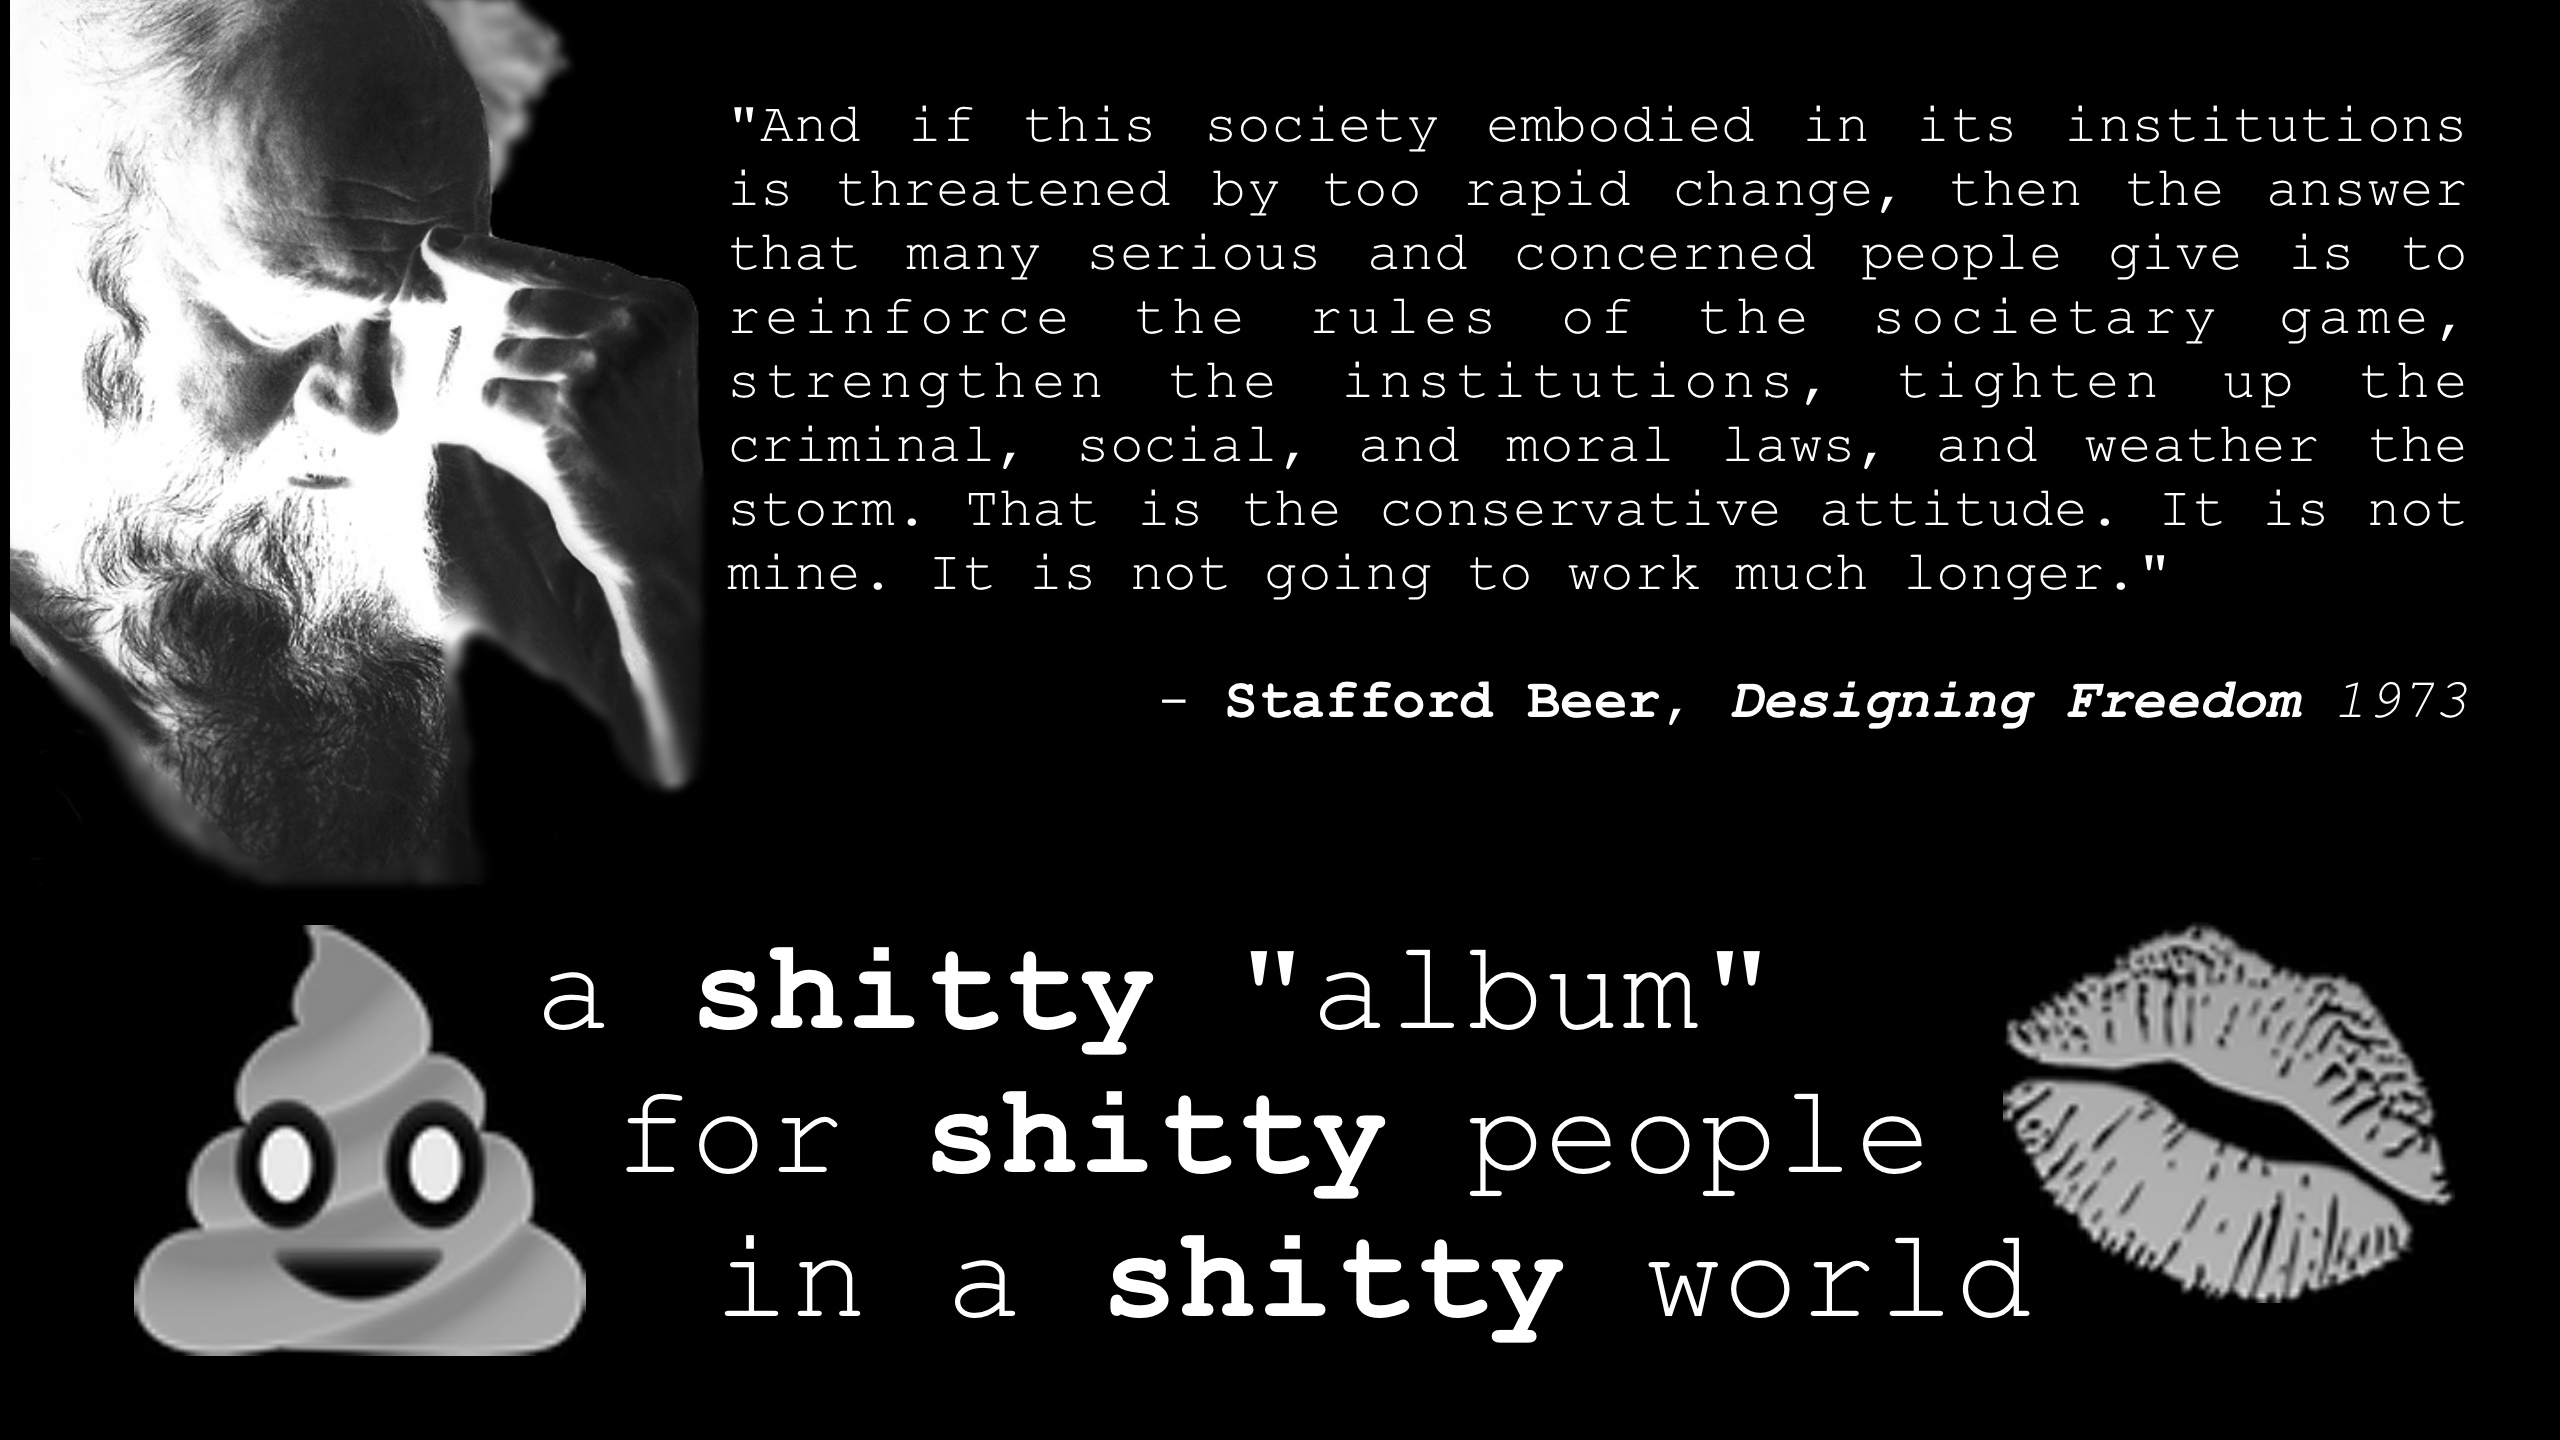 "And if this society embodied in its institutions
is threatened by too rapid change, then the answer
that many serious and concerned people give is to
reinforce the rules of the societary game,
strengthen the institutions, tighten up the
criminal, social, and moral laws, and weather the
storm. That is the conservative attitude. It is not
mine. It is not going to work much longer."
- Stafford Beer, Designing Freedom 1973
a shitty "album"
for shitty people
in a shitty world